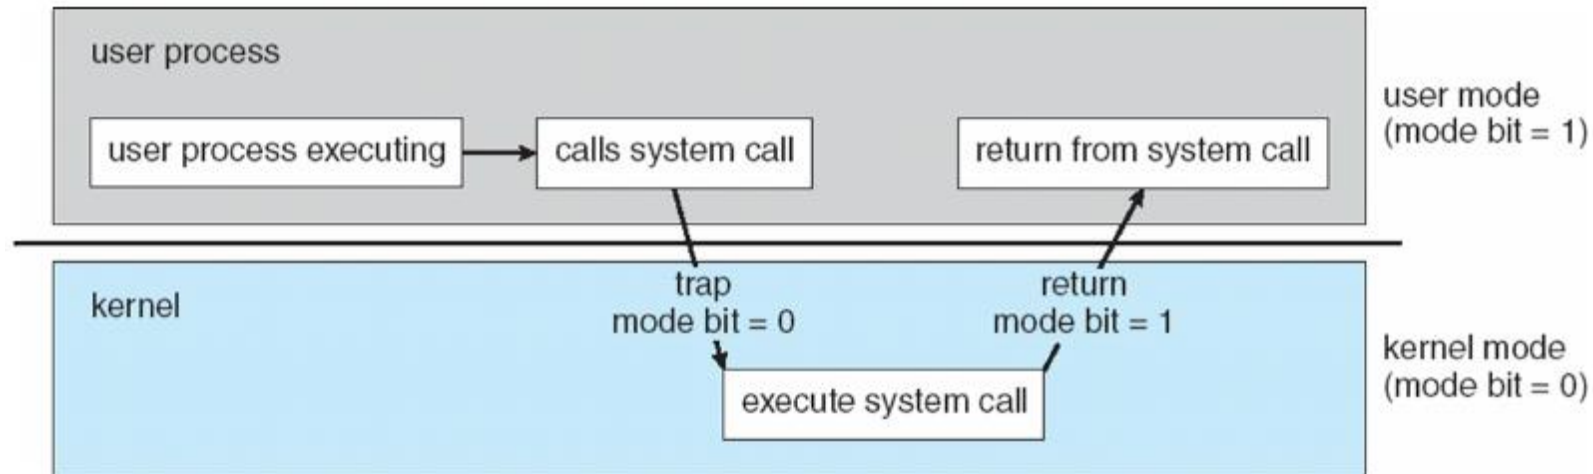 user process
user process executing
calls system call
return from system call
user mode
(mode bit = 1)
kernel
trap
mode bit = 0
return
mode bit = 1
execute system call
kernel mode
(mode bit = 0)